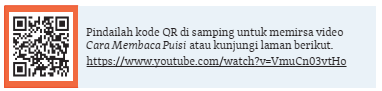 Pindailah kode QR di samping untuk memirsa video
Cara Membaca Puisi atau kunjungi laman berikut.
https://www.youtube.com/watch?v=VmuCn03vtHo